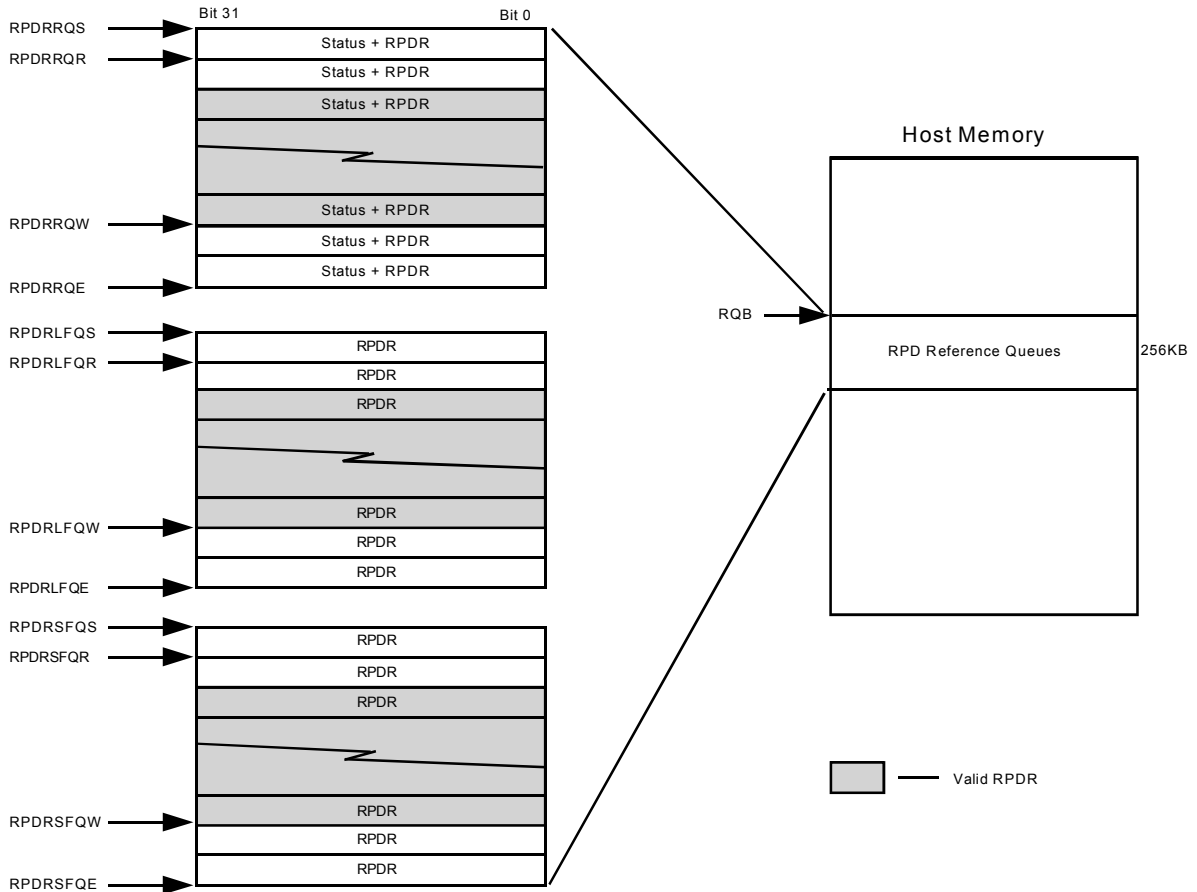 Bit 31 Bit 0
RPDRRQS
Status + RPDR
RPDRRQR
Status + RPDR
Status + RPDR
RPDRRQW
Status + RPDR
Status + RPDR
Status + RPDR
RPDRRQE
RPDRLFQS
RPDR
RPDRLFQR
RPDR
RPDR
RPDR
RPDRLFQW
RPDR
RPDR
RPDRLFQE
RPDRSFQS
RPDR
RPDRSFQR
RPDR
RPDR
RPDR
RPDRSFQW
RPDR
RPDR
RPDRSFQE
Host Memory
RQB
RPD Reference Queues
256KB
Valid RPDR